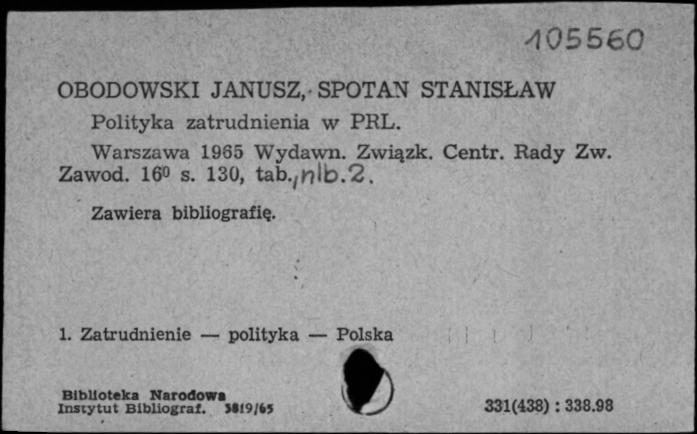 105560
OBODOWSKI JANUSZ, SPOTAN STANISŁAW
Polityka zatrudnienia w PRL.
Warszawa 1965 Wydawn. Związk. Centr. Rady Zw.
Zawod. 16⁰ s. 130, tab., nlb. 2.
Zawiera bibliografię.
1. Zatrudnienie — polityka — Polska
Biblioteka Narodowa
Instytut Bibliograf. 5819/65
331(438) : 338.98